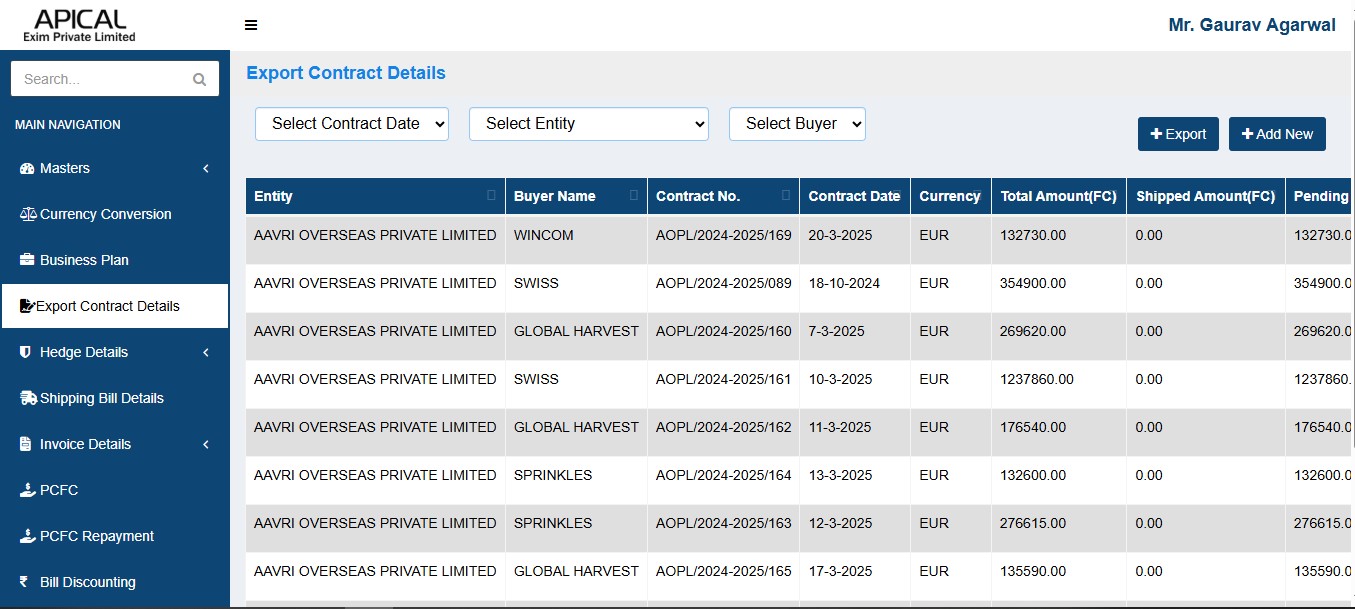 APICAL
Exim Private Limited
Mr. Gaurav Agarwal
Search...
MAIN NAVIGATION
Masters
Currency Conversion
Business Plan
Export Contract Details
Hedge Details
Shipping Bill Details
Invoice Details
PCFC
PCFC Repayment
Bill Discounting
Export Contract Details
Select Contract Date Select Entity Select Buyer
Export Add New
Entity Buyer Name Contract No. Contract Date Currency Total Amount(FC) Shipped Amount(FC) Pending
AAVRI OVERSEAS PRIVATE LIMITED WINCOM AOPL/2024-2025/169 20-3-2025 EUR 132730.00 0.00 132730.0
AAVRI OVERSEAS PRIVATE LIMITED SWISS AOPL/2024-2025/089 18-10-2024 EUR 354900.00 0.00 354900.0
AAVRI OVERSEAS PRIVATE LIMITED GLOBAL HARVEST AOPL/2024-2025/160 7-3-2025 EUR 269620.00 0.00 269620.0
AAVRI OVERSEAS PRIVATE LIMITED SWISS AOPL/2024-2025/161 10-3-2025 EUR 1237860.00 0.00 1237860.
AAVRI OVERSEAS PRIVATE LIMITED GLOBAL HARVEST AOPL/2024-2025/162 11-3-2025 EUR 176540.00 0.00 176540.0
AAVRI OVERSEAS PRIVATE LIMITED SPRINKLES AOPL/2024-2025/164 13-3-2025 EUR 132600.00 0.00 132600.0
AAVRI OVERSEAS PRIVATE LIMITED SPRINKLES AOPL/2024-2025/163 12-3-2025 EUR 276615.00 0.00 276615.0
AAVRI OVERSEAS PRIVATE LIMITED GLOBAL HARVEST AOPL/2024-2025/165 17-3-2025 EUR 135590.00 0.00 135590.0